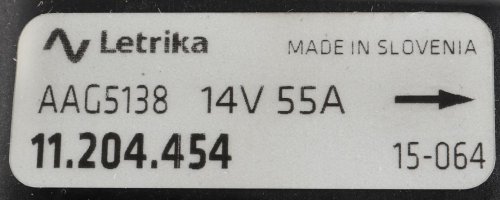 Letrika MADE IN SLOVENIA
AAG5138 14V 55A
11.204.454 15-064